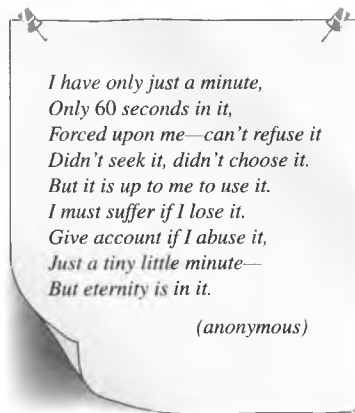 I have only just a minute,
Only 60 seconds in it,
Forced upon me—can't refuse it
Didn't seek it, didn't choose it.
But it is up to me to use it.
I must suffer if I lose it.
Give account if I abuse it,
Just a tiny little minute—
But eternity is in it.
(anonymous)